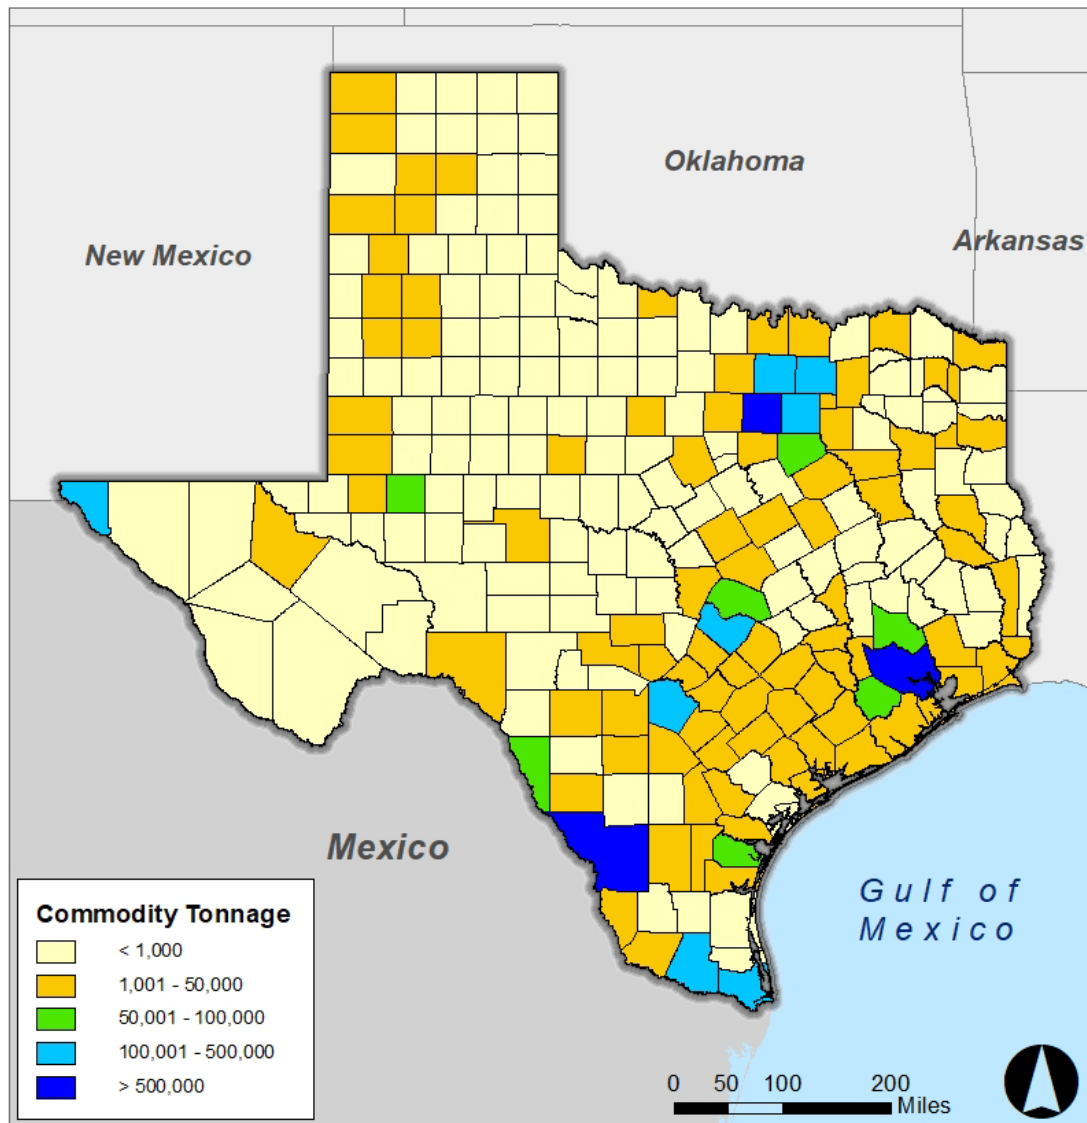 Oklahoma
New Mexico
Arkansas
Mexico
Gulf of
Mexico
Commodity Tonnage
< 1,000
1,001 - 50,000
50,001 - 100,000
100,001 - 500,000
> 500,000
0 50 100 200
Miles